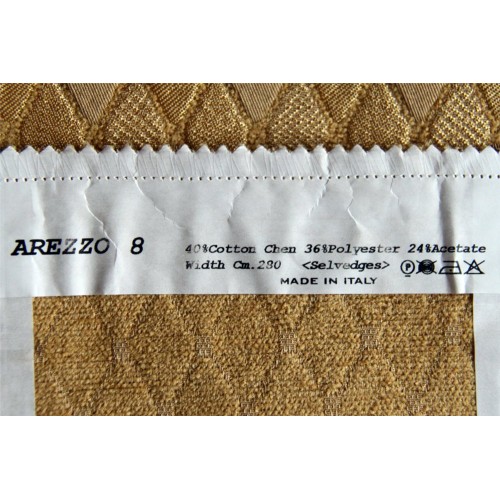 AREZZO 8
40%Cotton Chen 36%Polyester 24%Acetate
Width Cm.280 <Selvedges> P
MADE IN ITALY